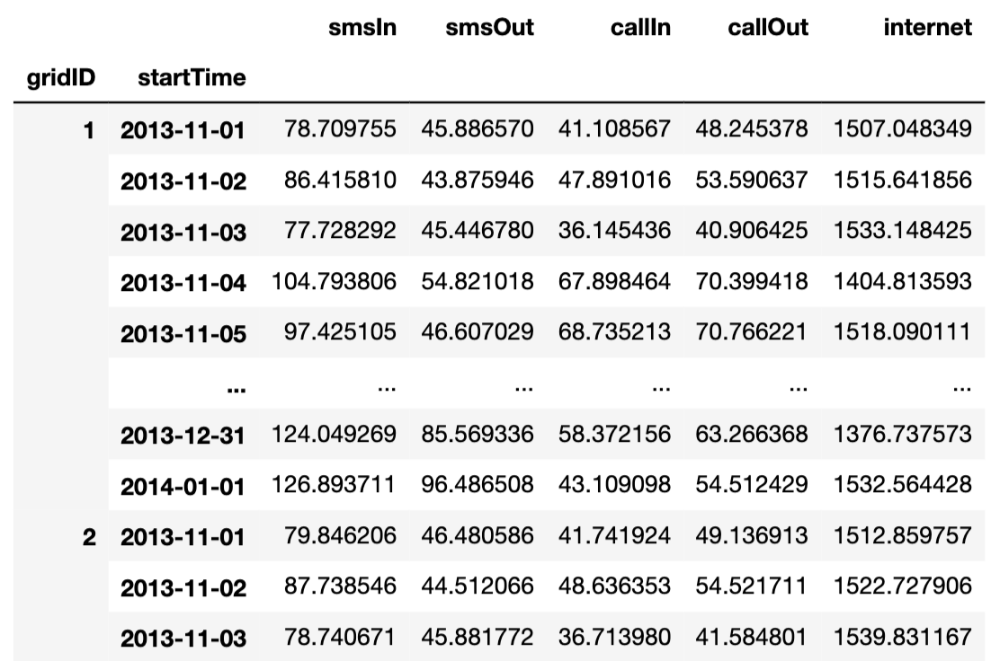 smsIn smsOut callIn callOut internet
gridID startTime
1 2013-11-01 78.709755 45.886570 41.108567 48.245378 1507.048349
2013-11-02 86.415810 43.875946 47.891016 53.590637 1515.641856
2013-11-03 77.728292 45.446780 36.145436 40.906425 1533.148425
2013-11-04 104.793806 54.821018 67.898464 70.399418 1404.813593
2013-11-05 97.425105 46.607029 68.735213 70.766221 1518.090111
... ... ... ... ... ...
2013-12-31 124.049269 85.569336 58.372156 63.266368 1376.737573
2014-01-01 126.893711 96.486508 43.109098 54.512429 1532.564428
2 2013-11-01 79.846206 46.480586 41.741924 49.136913 1512.859757
2013-11-02 87.738546 44.512066 48.636353 54.521711 1522.727906
2013-11-03 78.740671 45.881772 36.713980 41.584801 1539.831167